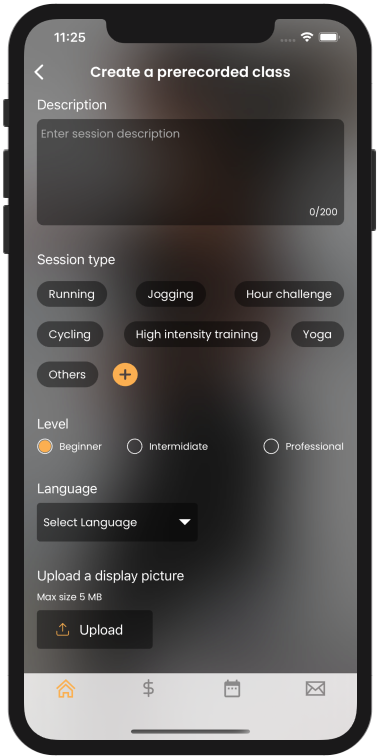 11:25
Create a prerecorded class
Description
Enter session description
0/200
Session type
Running Jogging Hour challenge
Cycling High intensity training Yoga
Others +
Level
Beginner Intermidiate Professional
Language
Select Language
Upload a display picture
Max size 5 MB
Upload
$